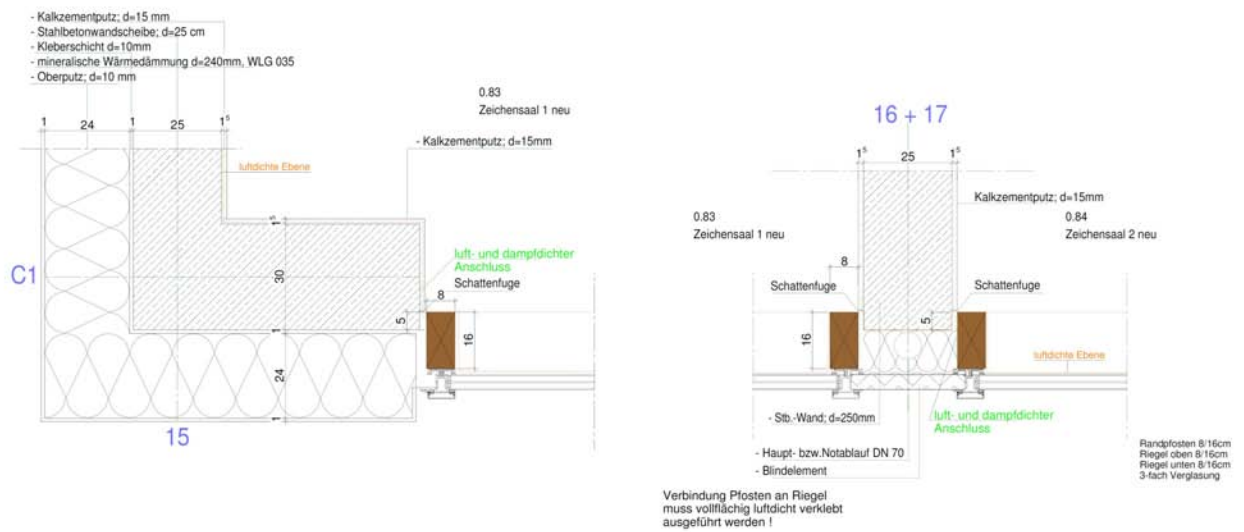 - Kalkzementputz; d=15 mm
- Stahlbetonwandscheibe; d=25 cm
- Kleberschicht d=10mm
- mineralische Wärmedämmung d=240mm, WLG 035
- Oberputz; d=10 mm
0.83
Zeichensaal 1 neu
1 24 1 25 1⁵
- Kalkzementputz; d=15mm
luftdichte Ebene
1⁵
30
1
24
1
luft- und dampfdichter
Anschluss
Schattenfuge
8
5
16
C1
15
16 + 17
1⁵ 25 1⁵
Kalkzementputz; d=15mm
0.83
Zeichensaal 1 neu
0.84
Zeichensaal 2 neu
8
Schattenfuge
Schattenfuge
16
5
16
luftdichte Ebene
- Stb.-Wand; d=250mm
luft- und dampfdichter
Anschluss
- Haupt- bzw.Notablauf DN 70
- Blindelement
Randpfosten 8/16cm
Riegel oben 8/16cm
Riegel unten 8/16cm
3-fach Verglasung
Verbindung Pfosten an Riegel
muss vollflächig luftdicht verklebt
ausgeführt werden !